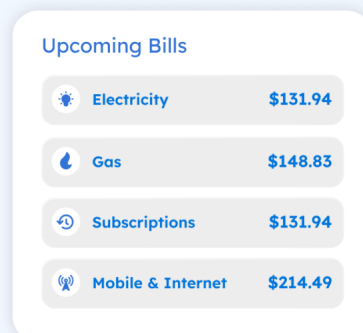 Upcoming Bills
Electricity $131.94
Gas $148.83
Subscriptions $131.94
Mobile & Internet $214.49